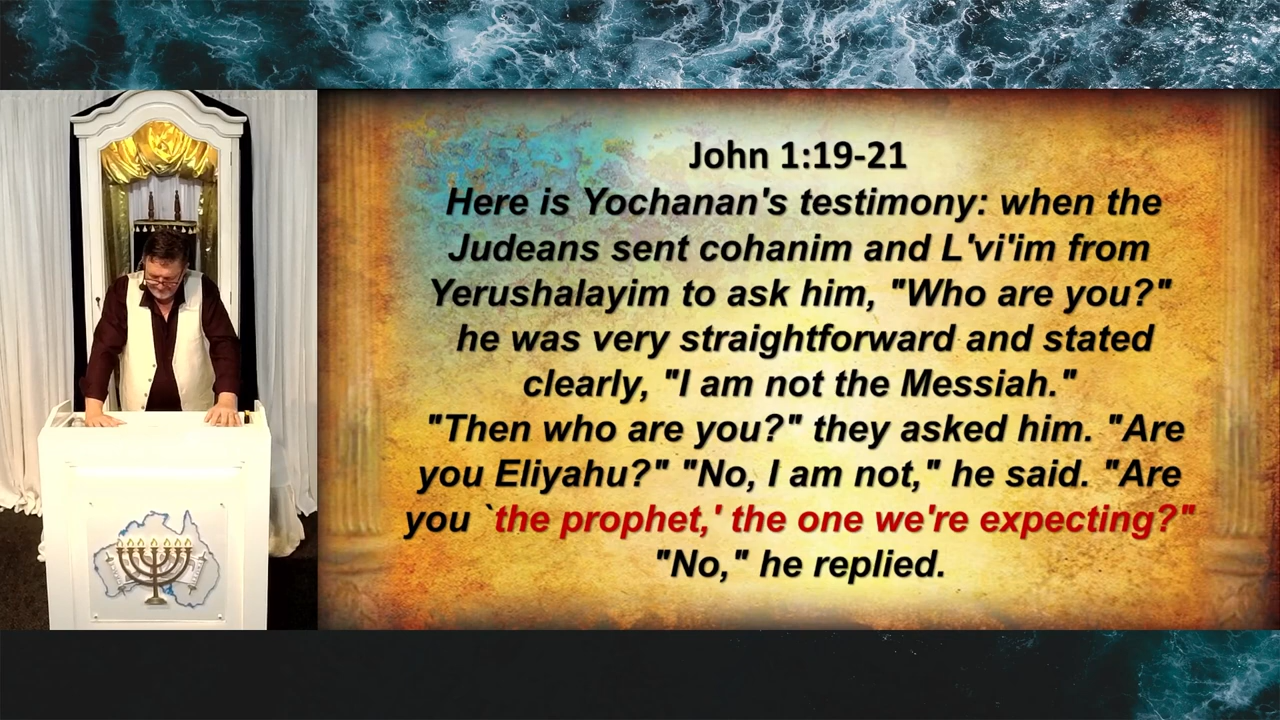 John 1:19-21
Here is Yochanan's testimony: when the
Judeans sent cohanim and L'vi'im from
Yerushalayim to ask him, "Who are you?"
he was very straightforward and stated
clearly, "I am not the Messiah."
"Then who are you?" they asked him. "Are
you Eliyahu?" "No, I am not," he said. "Are
you `the prophet,' the one we're expecting?"
"No," he replied.